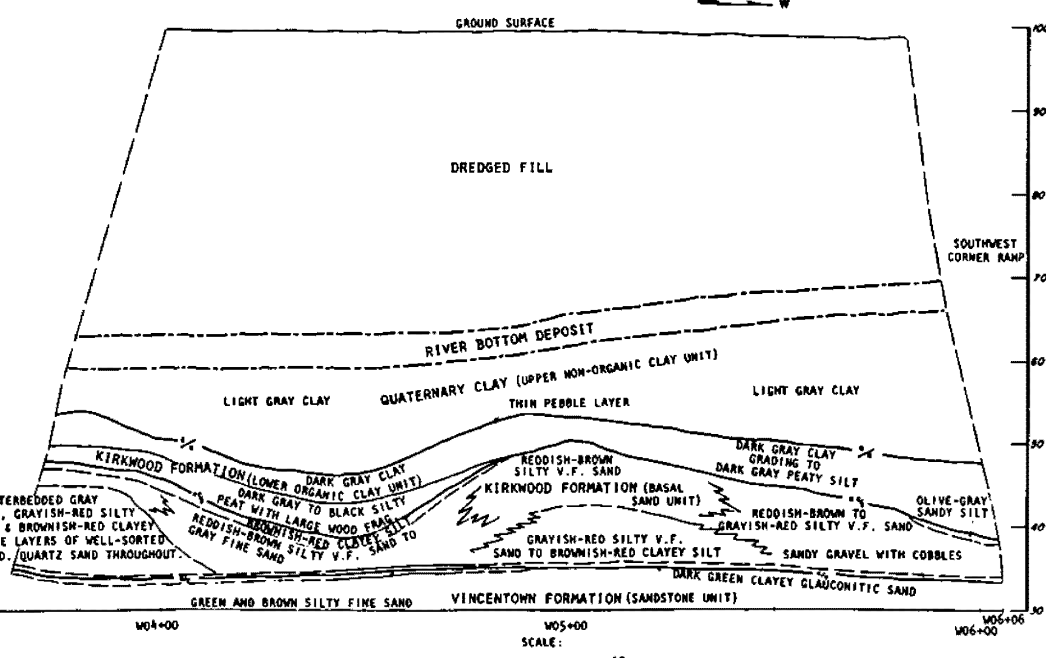 W
GROUND SURFACE
100
90
DREDGED FILL
80
SOUTHWEST
CORNER RAMP
70
RIVER BOTTOM DEPOSIT
60
QUATERNARY CLAY (UPPER NON-ORGANIC CLAY UNIT)
LIGHT GRAY CLAY
LIGHT GRAY CLAY
THIN PEBBLE LAYER
50
DARK GRAY CLAY
GRADING TO
DARK GRAY PEATY SILT
KIRKWOOD FORMATION (LOWER ORGANIC CLAY UNIT)
DARK GRAY CLAY
DARK GRAY TO BLACK SILTY
PEAT WITH LARGE WOOD FRAG.
BROWNISH-RED CLAYEY SILT
REDDISH-BROWN SILTY V.F. SAND TO
GRAY FINE SAND
REDDISH-BROWN
SILTY V.F. SAND
KIRKWOOD FORMATION (BASAL
SAND UNIT)
TERBEDDED GRAY
, GRAYISH-RED SILTY
, & BROWNISH-RED CLAYEY
E LAYERS OF WELL-SORTED
D. QUARTZ SAND THROUGHOUT
GRAYISH-RED SILTY V.F.
SAND TO BROWNISH-RED CLAYEY SILT
REDDISH-BROWN TO
GRAYISH-RED SILTY V.F. SAND
OLIVE-GRAY
SANDY SILT
40
SANDY GRAVEL WITH COBBLES
DARK GREEN CLAYEY GLAUCONITIC SAND
GREEN AND BROWN SILTY FINE SAND
VINCENTOWN FORMATION (SANDSTONE UNIT)
30
W04+00
W05+00
W06+00
W06+06
SCALE: